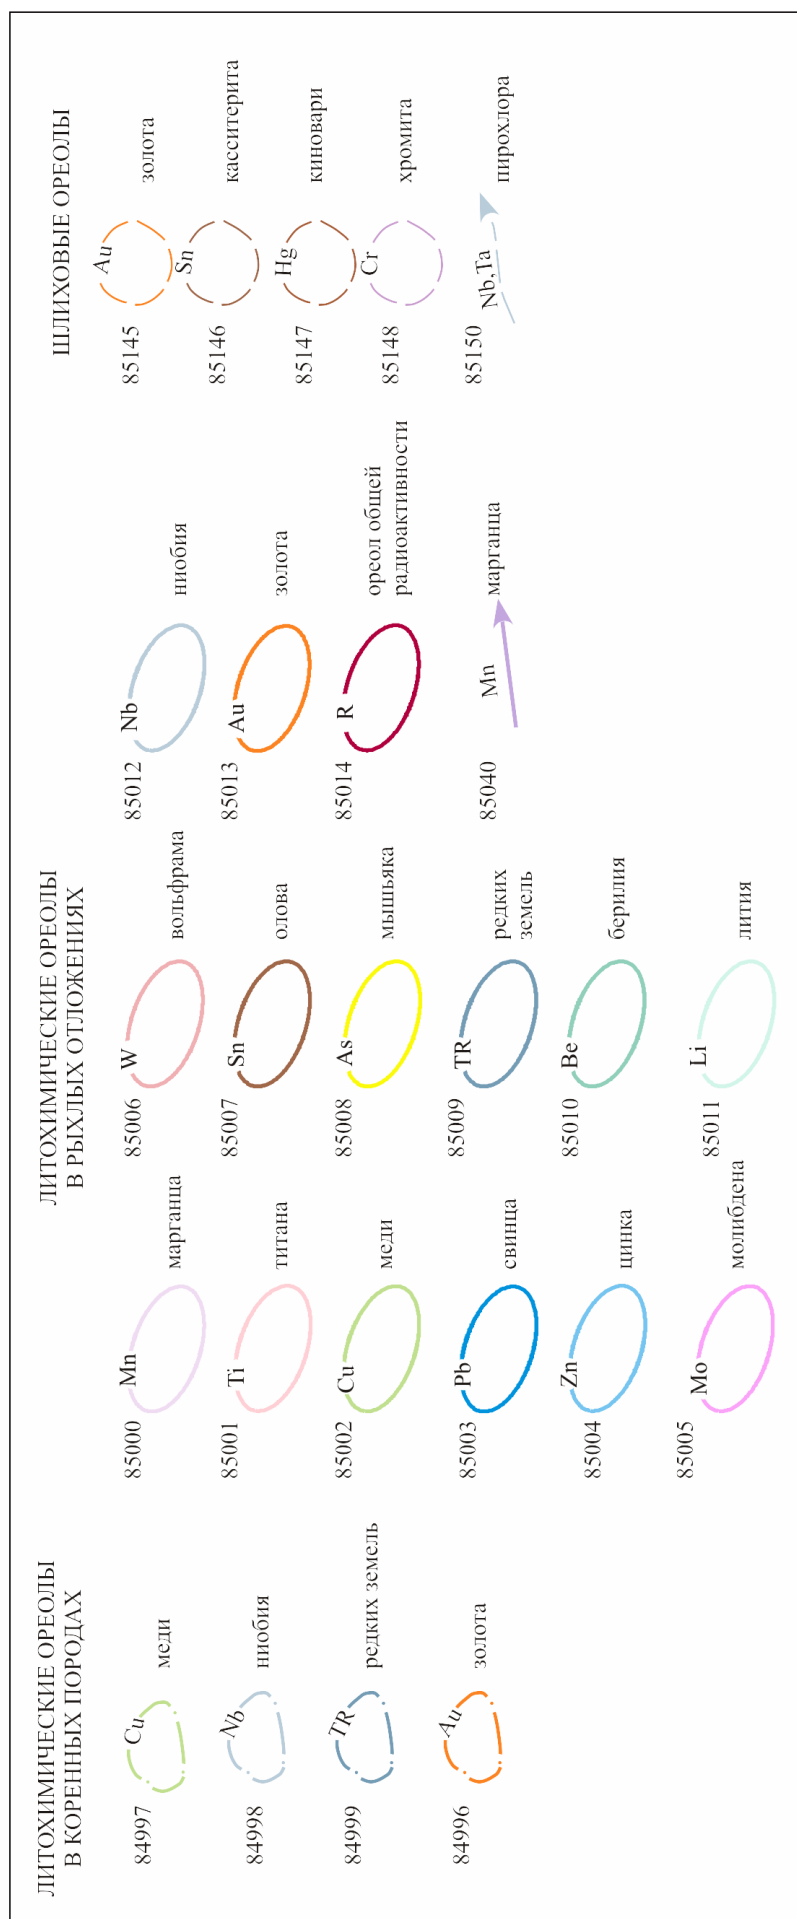 ЛИТОХИМИЧЕСКИЕ ОРЕОЛЫ
В КОРЕННЫХ ПОРОДАХ
84997 Cu меди
84998 Nb ниобия
84999 TR редких земель
84996 Au золота
ЛИТОХИМИЧЕСКИЕ ОРЕОЛЫ
В РЫХЛЫХ ОТЛОЖЕНИЯХ
85000 Mn марганца
85001 Ti титана
85002 Cu меди
85003 Pb свинца
85004 Zn цинка
85005 Mo молибдена
85006 W вольфрама
85007 Sn олова
85008 As мышьяка
85009 TR редких
земель
85010 Be берилия
85011 Li лития
85012 Nb ниобия
85013 Au золота
85014 R ореол общей
радиоактивности
85040 Mn марганца
ШЛИХОВЫЕ ОРЕОЛЫ
85145 Au золота
85146 Sn касситерита
85147 Hg киновари
85148 Cr хромита
85150 Nb,Ta пирохлора